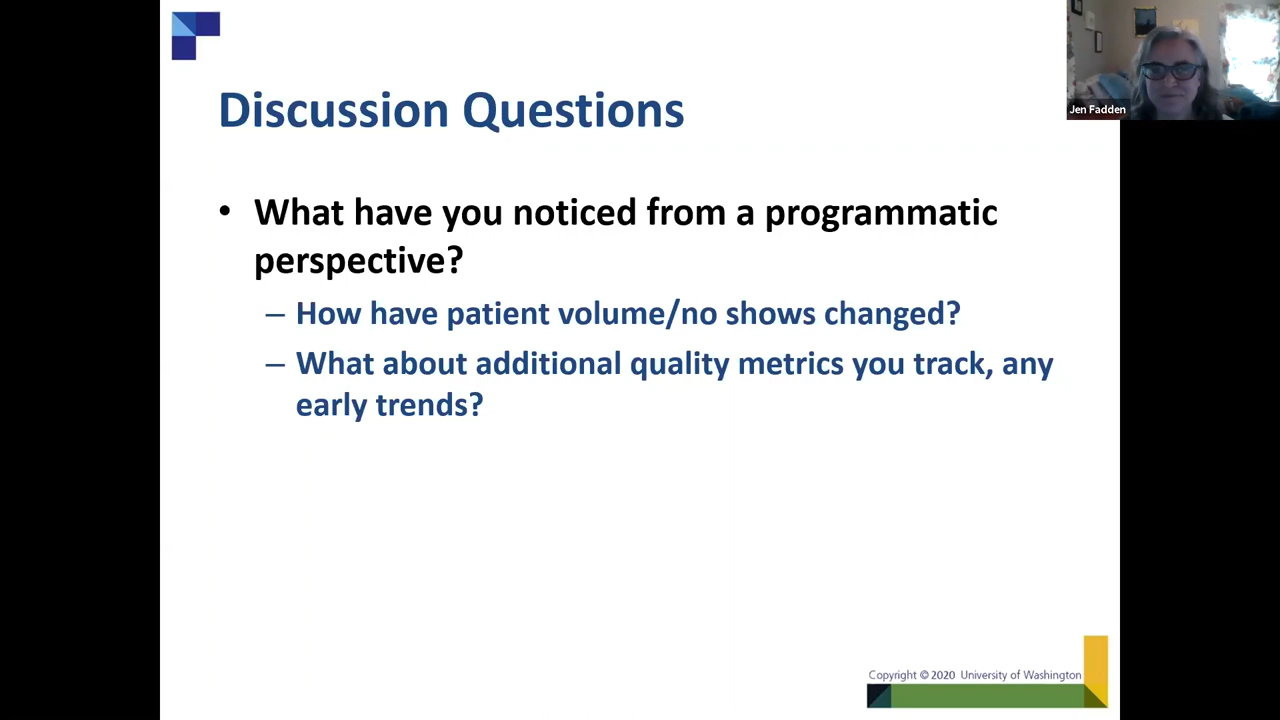 Discussion Questions
Jen Fadden
• What have you noticed from a programmatic
perspective?
– How have patient volume/no shows changed?
– What about additional quality metrics you track, any
early trends?
Copyright © 2020 University of Washington